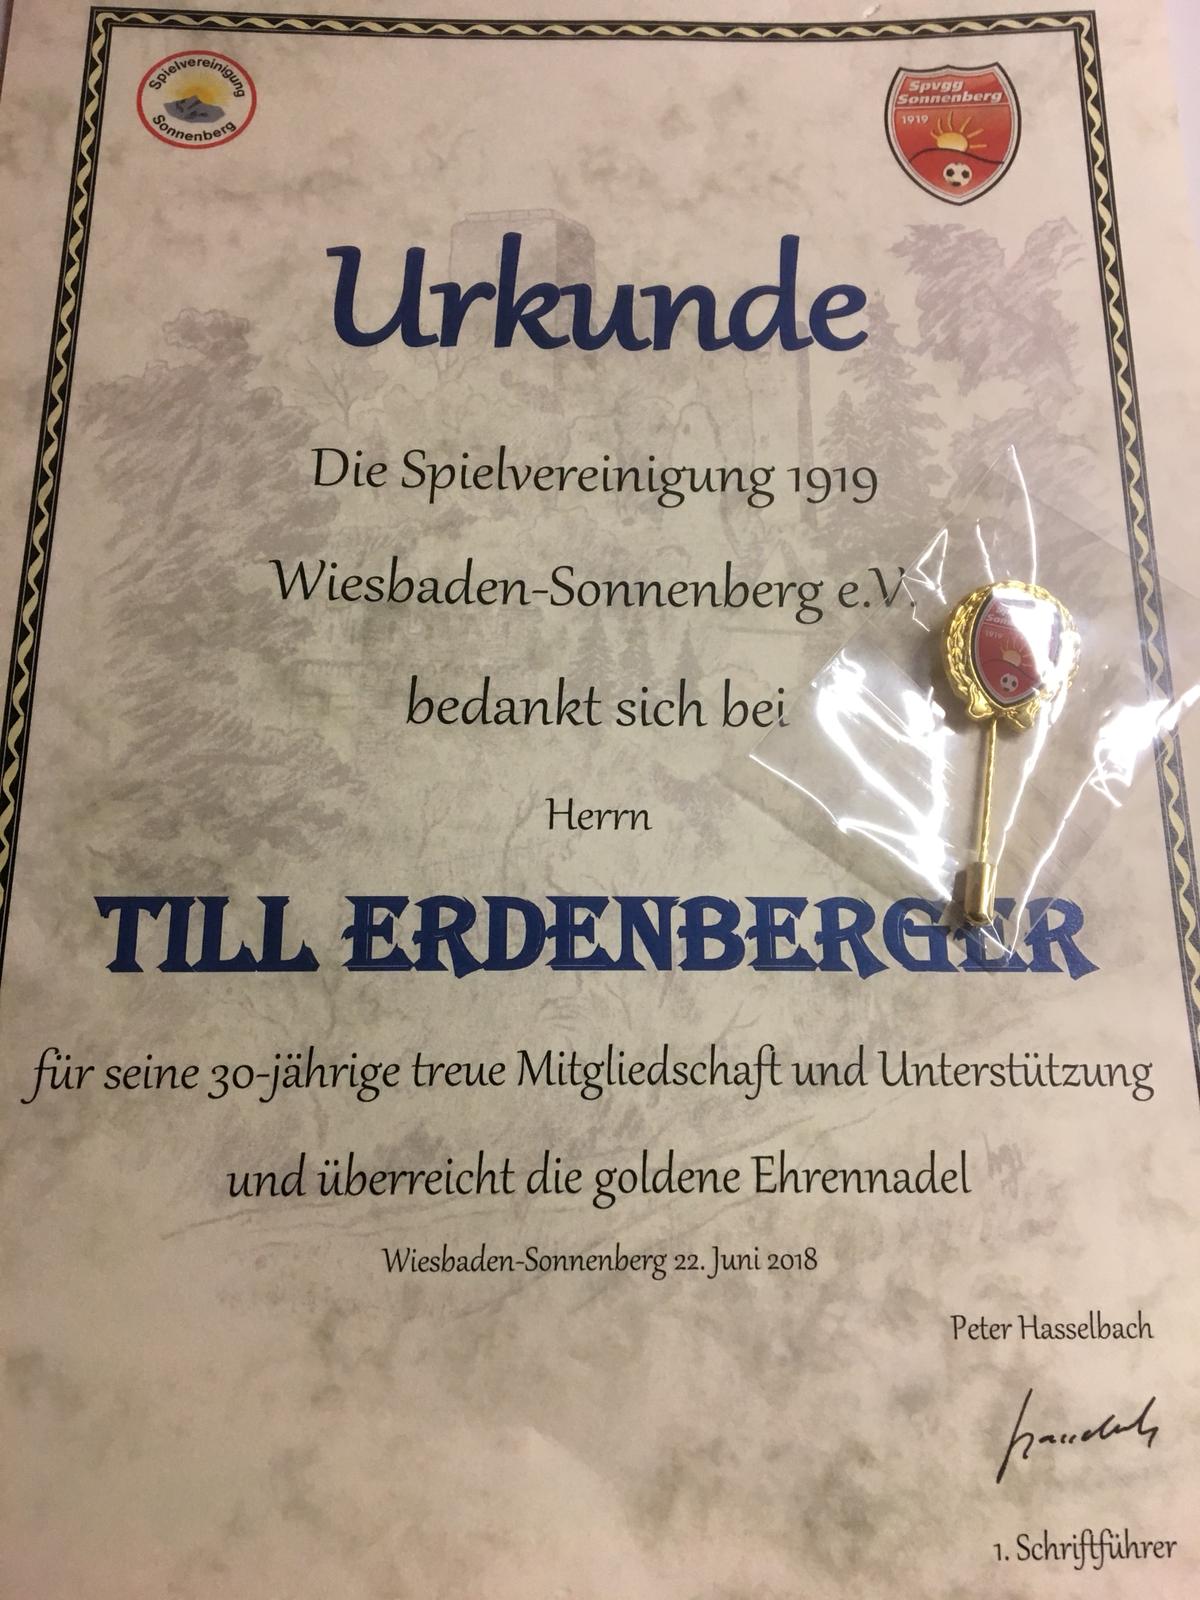 Spielvereinigung
Sonnenberg
Spvgg
Sonnenberg
1919
Urkunde
Die Spielvereinigung 1919
Wiesbaden-Sonnenberg e.V.
bedankt sich bei
Herrn
TILL ERDENBERGER
für seine 30-jährige treue Mitgliedschaft und Unterstützung
und überreicht die goldene Ehrennadel
Wiesbaden-Sonnenberg 22. Juni 2018
Peter Hasselbach
1. Schriftführer
1919